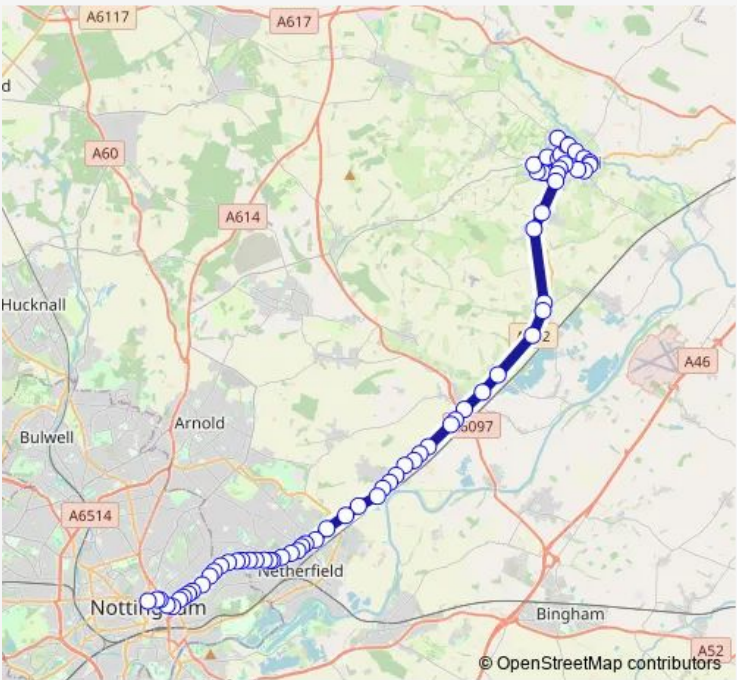 A6117
A617
d
A60
A614
Hucknall
A46
Arnold
Bulwell
A6097
A6514
Netherfield
Nottingham
Bingham
A52
© OpenStreetMap contributors